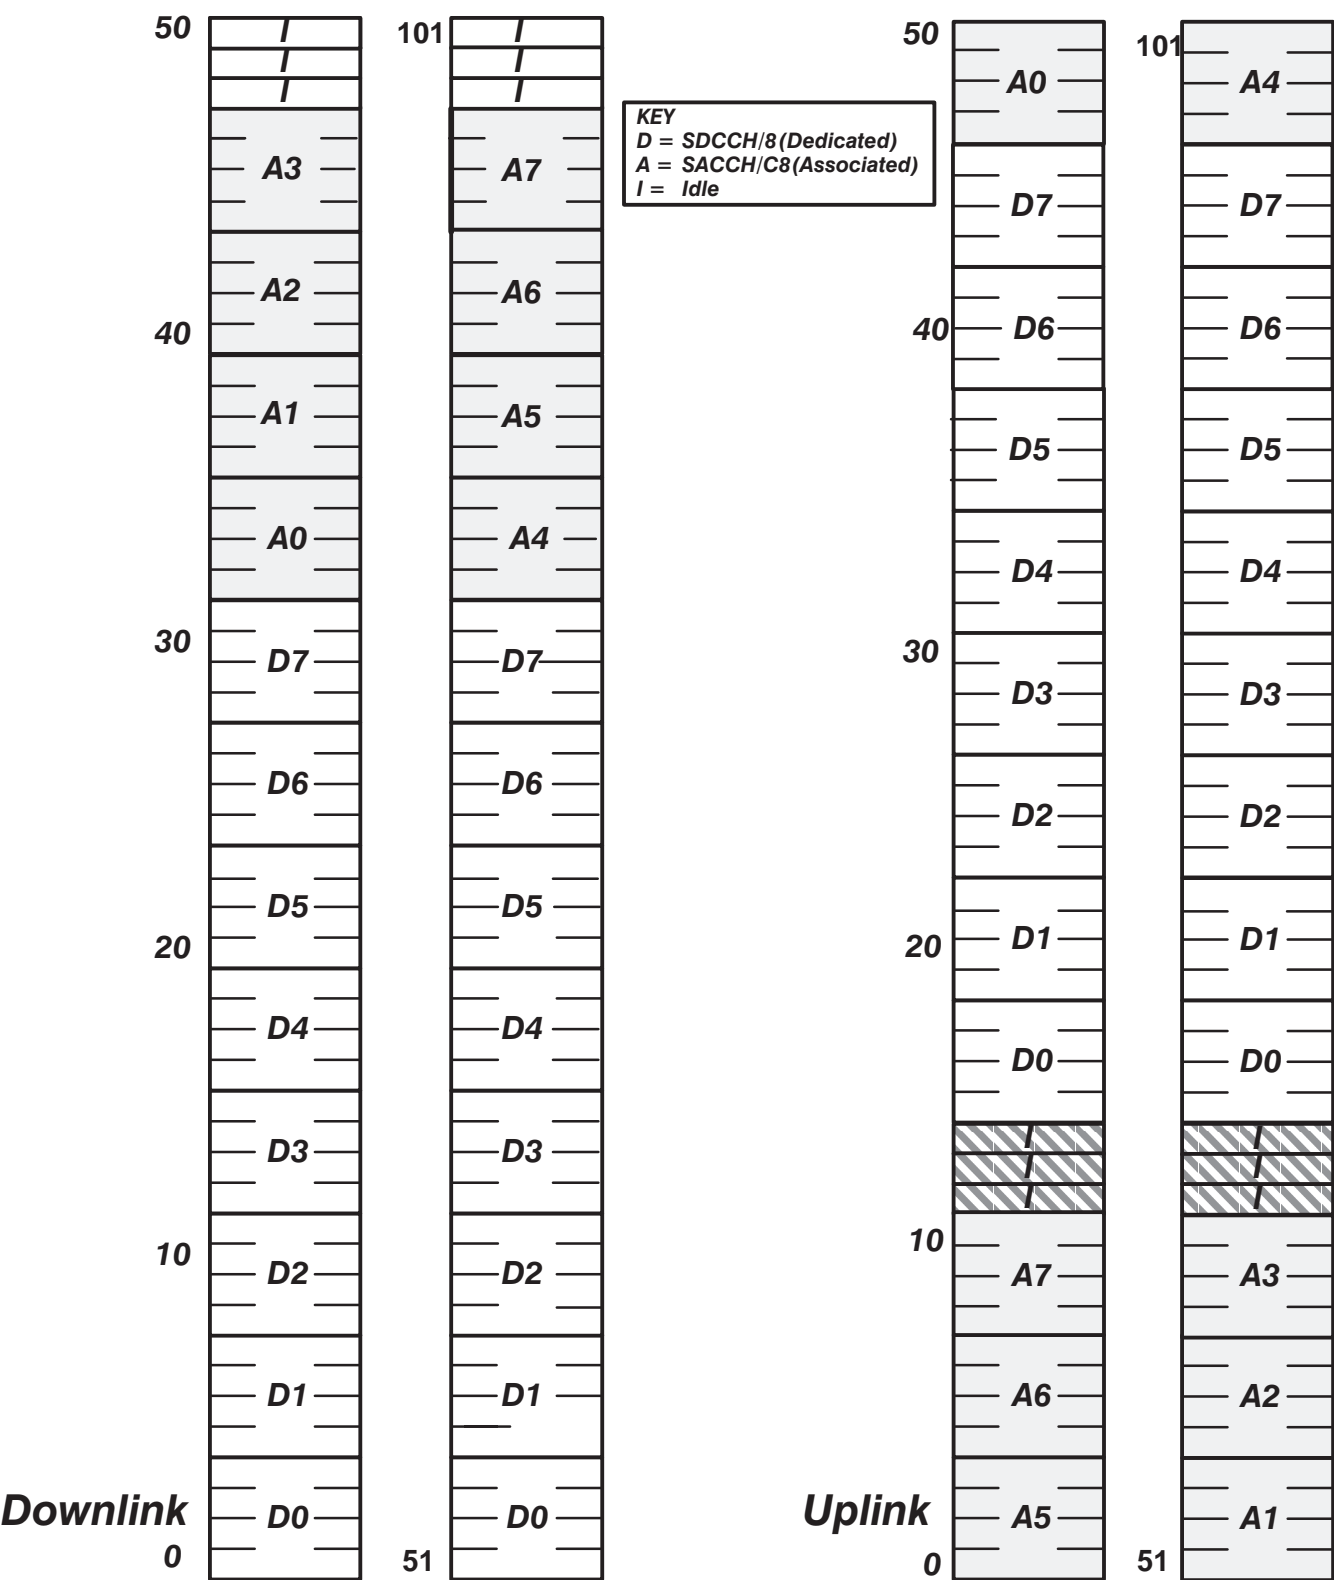 50
I
101
I
50
101
I
I
A0
A4
I
I
KEY
D = SDCCH/8(Dedicated)
A = SACCH/C8(Associated)
I = Idle
A3
A7
D7
D7
A2
A6
40
40
D6
D6
A1
A5
D5
D5
A0
A4
D4
D4
30
30
D7
D7
D3
D3
D6
D6
D2
D2
D5
D5
20
20
D1
D1
D4
D4
D0
D0
I
I
D3
D3
I
I
I
I
10
10
D2
D2
A7
A3
D1
D1
A6
A2
Downlink
D0
D0
Uplink
A5
A1
0
51
0
51